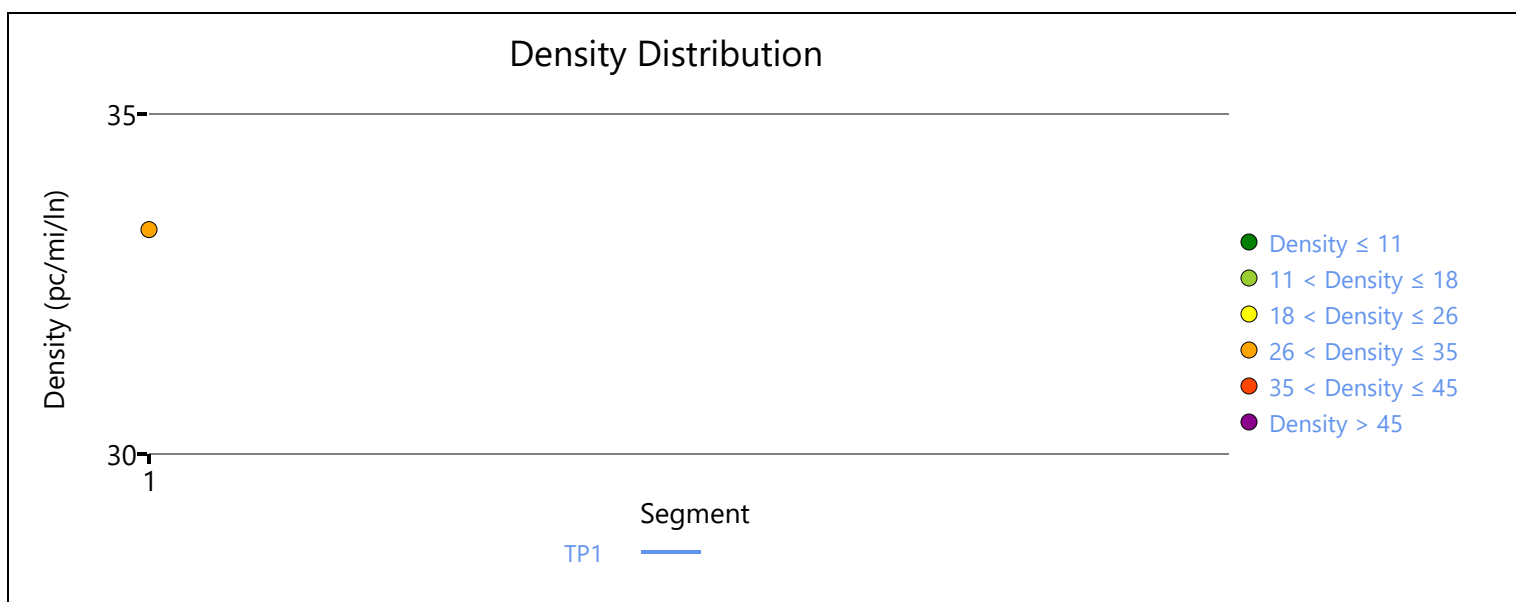 Density Distribution
35
Density (pc/mi/ln)
Density ≤ 11
11 < Density ≤ 18
18 < Density ≤ 26
26 < Density ≤ 35
35 < Density ≤ 45
Density > 45
30
1
Segment
TP1